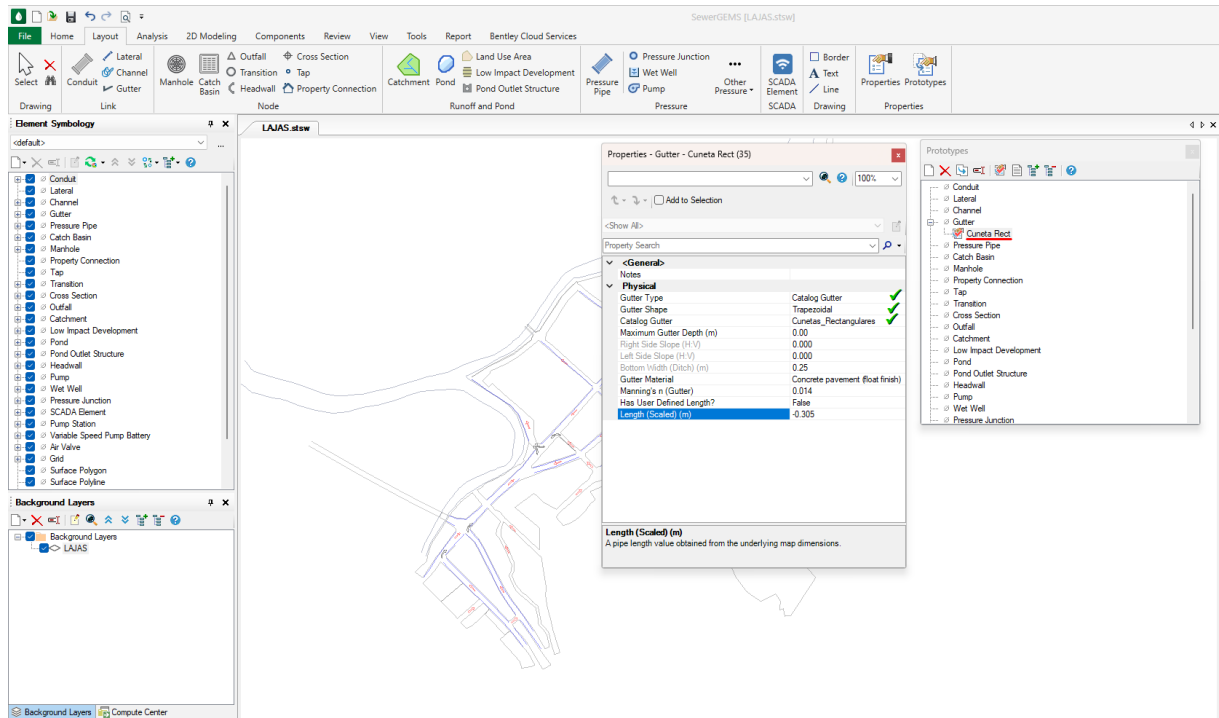 SewerGEMS [LAJAS.stsw]
File Home Layout Analysis 2D Modeling Components Review View Tools Report Bentley Cloud Services
Select
Conduit
Lateral
Channel
Gutter
Manhole
Catch Basin
Outfall
Transition
Headwall
Cross Section
Tap
Property Connection
Catchment
Pond
Land Use Area
Low Impact Development
Pond Outlet Structure
Pressure Pipe
Pressure Junction
Wet Well
Pump
Other Pressure
SCADA Element
Border
Text
Line
Properties
Prototypes
Drawing Link Node Runoff and Pond Pressure SCADA Drawing Properties
Element Symbology
<default>
...
Conduit
Lateral
Channel
Gutter
Pressure Pipe
Catch Basin
Manhole
Property Connection
Tap
Transition
Cross Section
Outfall
Catchment
Low Impact Development
Pond
Pond Outlet Structure
Headwall
Pump
Wet Well
Pressure Junction
SCADA Element
Pump Station
Variable Speed Pump Battery
Air Valve
Grid
Surface Polygon
Surface Polyline
Background Layers
Background Layers
LAJAS
Background Layers Compute Center
LAJAS.stsw
Properties - Gutter - Cuneta Rect (35)
100%
Add to Selection
<Show All>
Property Search
<General>
Notes
Physical
Gutter Type Catalog Gutter
Gutter Shape Trapezoidal
Catalog Gutter Cunetas_Rectangulares
Maximum Gutter Depth (m) 0.00
Right Side Slope (H:V) 0.000
Left Side Slope (H:V) 0.000
Bottom Width (Ditch) (m) 0.25
Gutter Material Concrete pavement (float finish)
Manning's n (Gutter) 0.014
Has User Defined Length? False
Length (Scaled) (m) -0.305
Length (Scaled) (m)
A pipe length value obtained from the underlying map dimensions.
Prototypes
Conduit
Lateral
Channel
Gutter
Cuneta Rect
Pressure Pipe
Catch Basin
Manhole
Property Connection
Tap
Transition
Cross Section
Outfall
Catchment
Low Impact Development
Pond
Pond Outlet Structure
Headwall
Pump
Wet Well
Pressure Junction